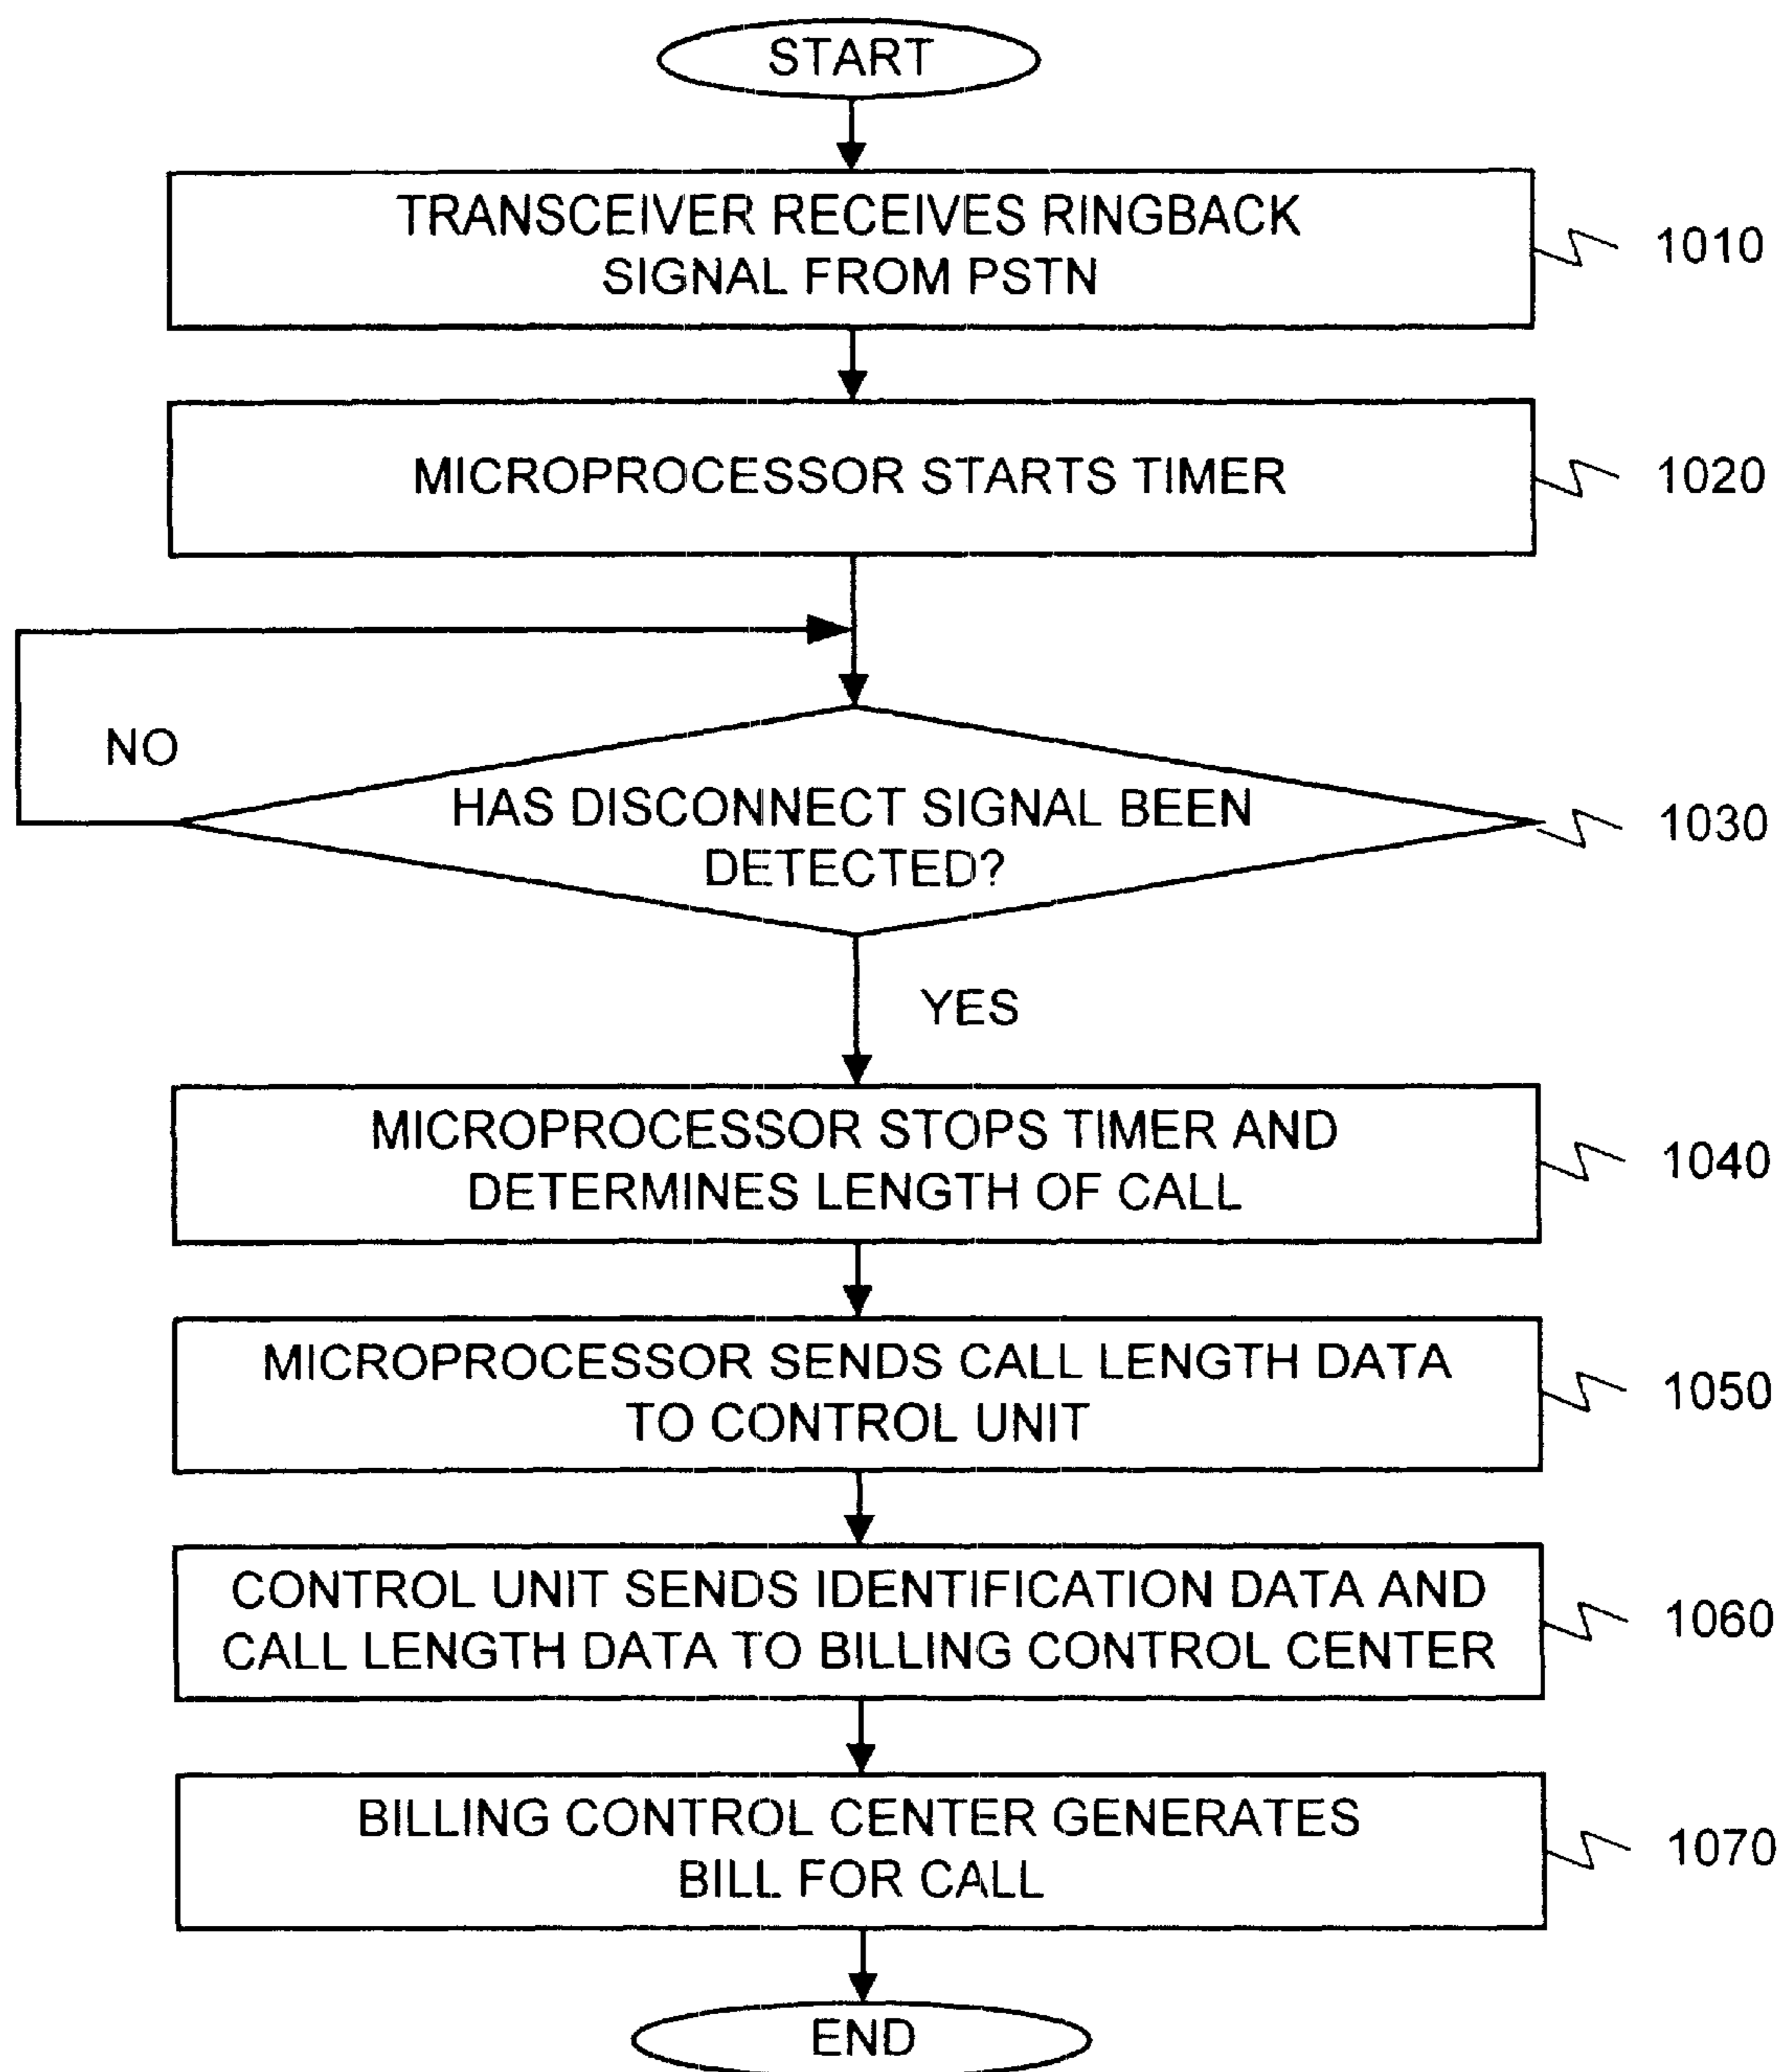 START
TRANSCEIVER RECEIVES RINGBACK
SIGNAL FROM PSTN
1010
MICROPROCESSOR STARTS TIMER
1020
NO
HAS DISCONNECT SIGNAL BEEN
DETECTED?
1030
YES
MICROPROCESSOR STOPS TIMER AND
DETERMINES LENGTH OF CALL
1040
MICROPROCESSOR SENDS CALL LENGTH DATA
TO CONTROL UNIT
1050
CONTROL UNIT SENDS IDENTIFICATION DATA AND
CALL LENGTH DATA TO BILLING CONTROL CENTER
1060
BILLING CONTROL CENTER GENERATES
BILL FOR CALL
1070
END